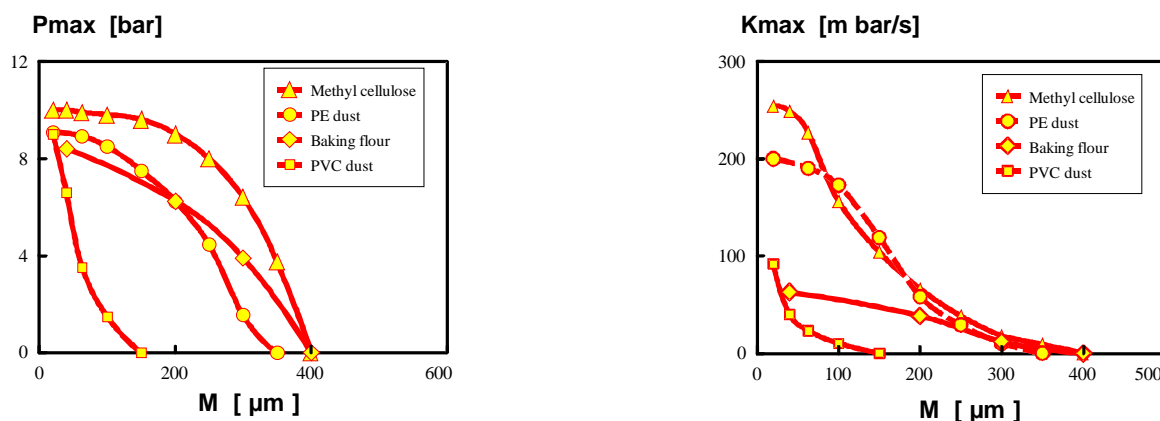 Pmax [bar]
12
8
4
0
0
200
400
600
M [ µm ]
Methyl cellulose
PE dust
Baking flour
PVC dust
Kmax [m bar/s]
300
200
100
0
0
100
200
300
400
500
M [ µm ]
Methyl cellulose
PE dust
Baking flour
PVC dust